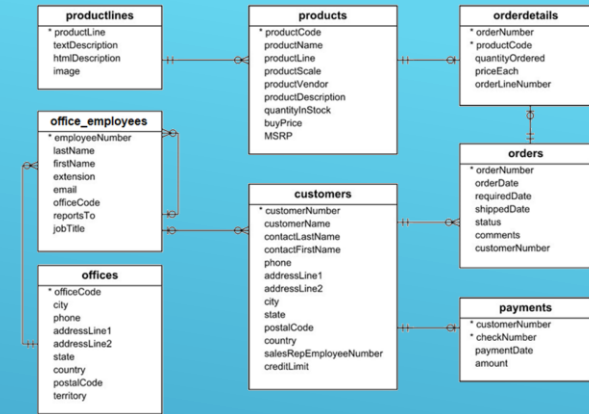 productlines
* productLine
textDescription
htmlDescription
image
products
* productCode
productName
productLine
productScale
productVendor
productDescription
quantityInStock
buyPrice
MSRP
orderdetails
* orderNumber
* productCode
quantityOrdered
priceEach
orderLineNumber
office_employees
* employeeNumber
lastName
firstName
extension
email
officeCode
reportsTo
jobTitle
customers
* customerNumber
customerName
contactLastName
contactFirstName
phone
addressLine1
addressLine2
city
state
postalCode
country
salesRepEmployeeNumber
creditLimit
orders
* orderNumber
orderDate
requiredDate
shippedDate
status
comments
customerNumber
offices
* officeCode
city
phone
addressLine1
addressLine2
state
country
postalCode
territory
payments
* customerNumber
* checkNumber
paymentDate
amount